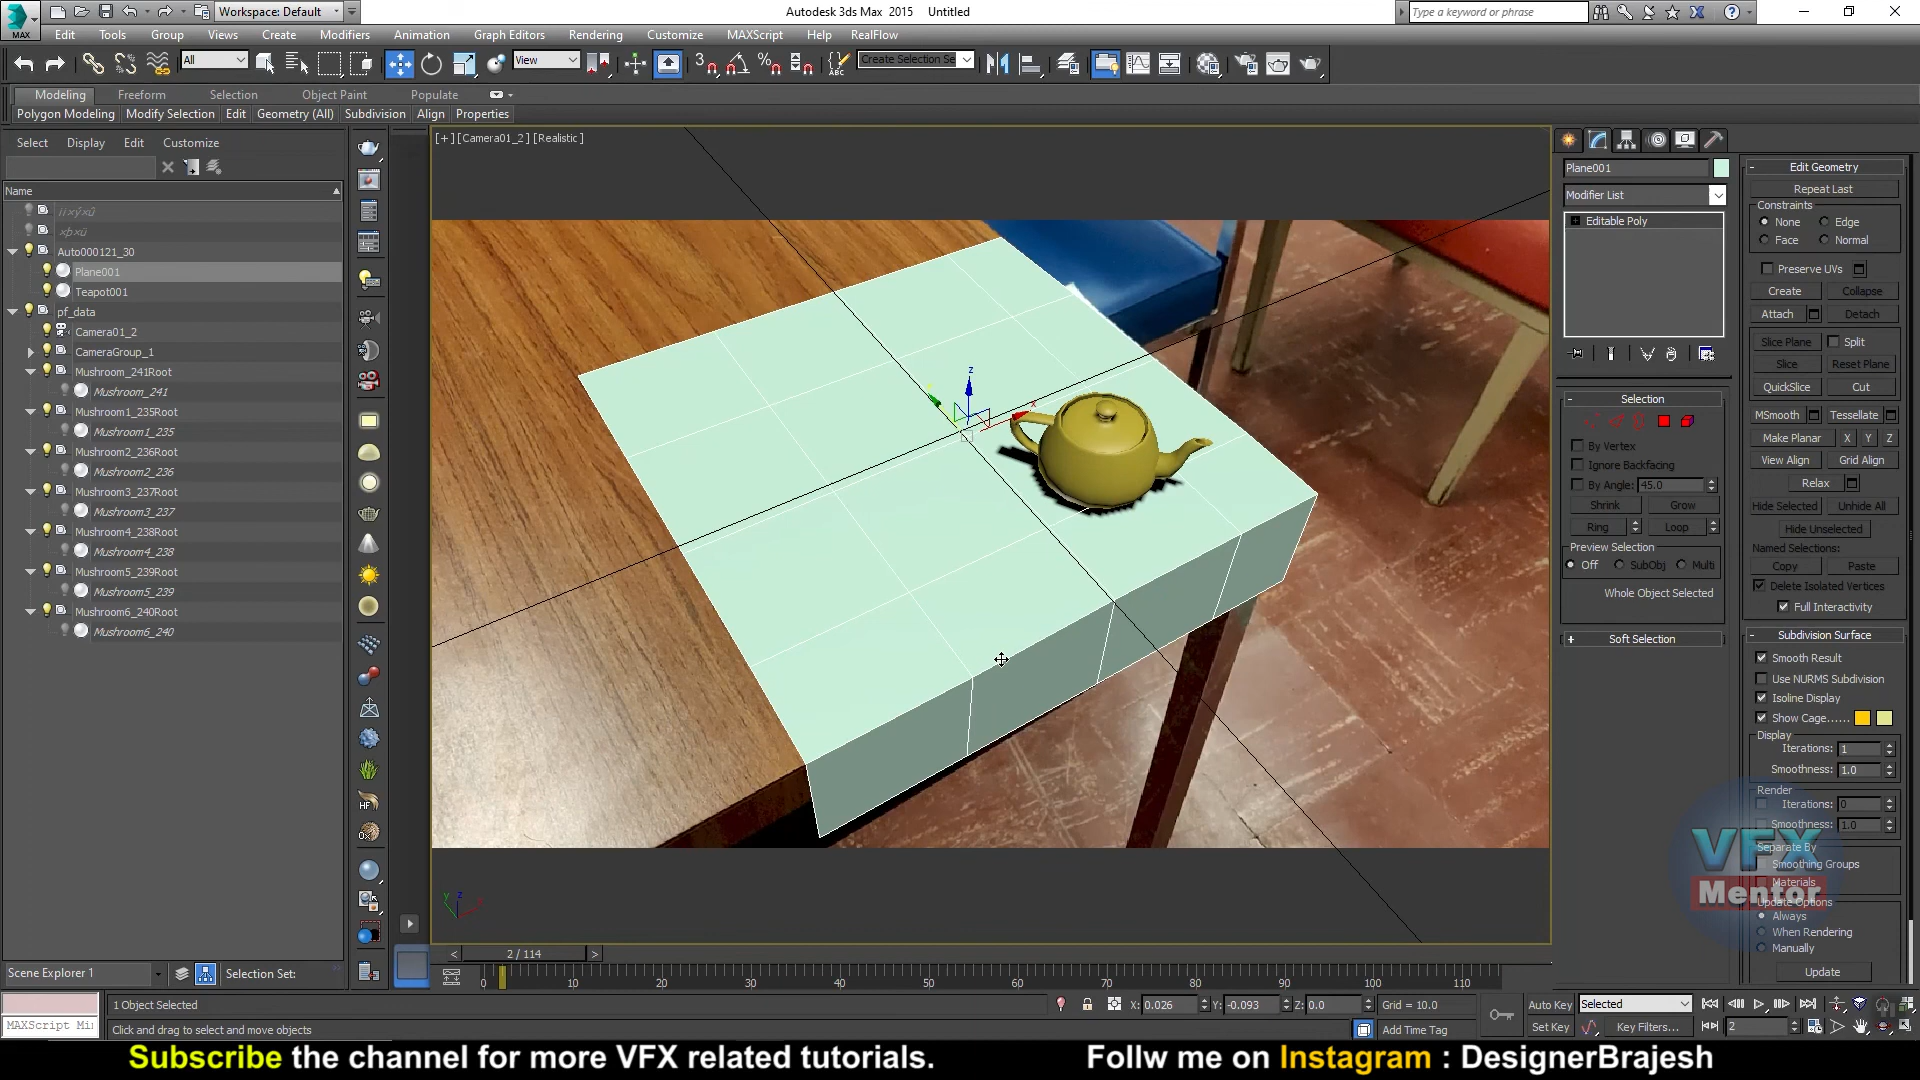 MAX
Workspace: Default
Autodesk 3ds Max 2015 Untitled
Type a keyword or phrase
Edit Tools Group Views Create Modifiers Animation Graph Editors Rendering Customize MAXScript Help RealFlow
All View Create Selection Se
Modeling Freeform Selection Object Paint Populate
Polygon Modeling Modify Selection Edit Geometry (All) Subdivision Align Properties
Select Display Edit Customize
Name
Auto000121_30
Plane001
Teapot001
pf_data
Camera01_2
CameraGroup_1
Mushroom_241Root
Mushroom_241
Mushroom1_235Root
Mushroom1_235
Mushroom2_236Root
Mushroom2_236
Mushroom3_237Root
Mushroom3_237
Mushroom4_238Root
Mushroom4_238
Mushroom5_239Root
Mushroom5_239
Mushroom6_240Root
Mushroom6_240
Scene Explorer 1 Selection Set:
[+][Camera01_2][Realistic]
z
x
Plane001
Modifier List
Editable Poly
Selection
By Vertex
Ignore Backfacing
By Angle: 45.0
Shrink Grow
Ring Loop
Preview Selection
Off SubObj Multi
Whole Object Selected
Soft Selection
Edit Geometry
Repeat Last
Constraints
None Edge
Face Normal
Preserve UVs
Create Collapse
Attach Detach
Slice Plane Split
Slice Reset Plane
QuickSlice Cut
MSmooth Tessellate
Make Planar X Y Z
View Align Grid Align
Relax
Hide Selected Unhide All
Hide Unselected
Named Selections:
Copy Paste
Delete Isolated Vertices
Full Interactivity
Subdivision Surface
Smooth Result
Use NURMS Subdivision
Isoline Display
Show Cage......
Display
Iterations: 1
Smoothness: 1.0
Render
Iterations: 0
Smoothness: 1.0
Separate By
Smoothing Groups
Materials
Update Options
Always
When Rendering
Manually
Update
VFX
Mentor
2 / 114
0 10 20 30 40 50 60 70 80 90 100 110
1 Object Selected X: 0.026 Y: -0.093 Z: 0.0 Grid = 10.0 Auto Key Selected
MAXScript Mi
Click and drag to select and move objects Add Time Tag Set Key Key Filters... 2
Subscribe the channel for more VFX related tutorials. Follw me on Instagram : DesignerBrajesh